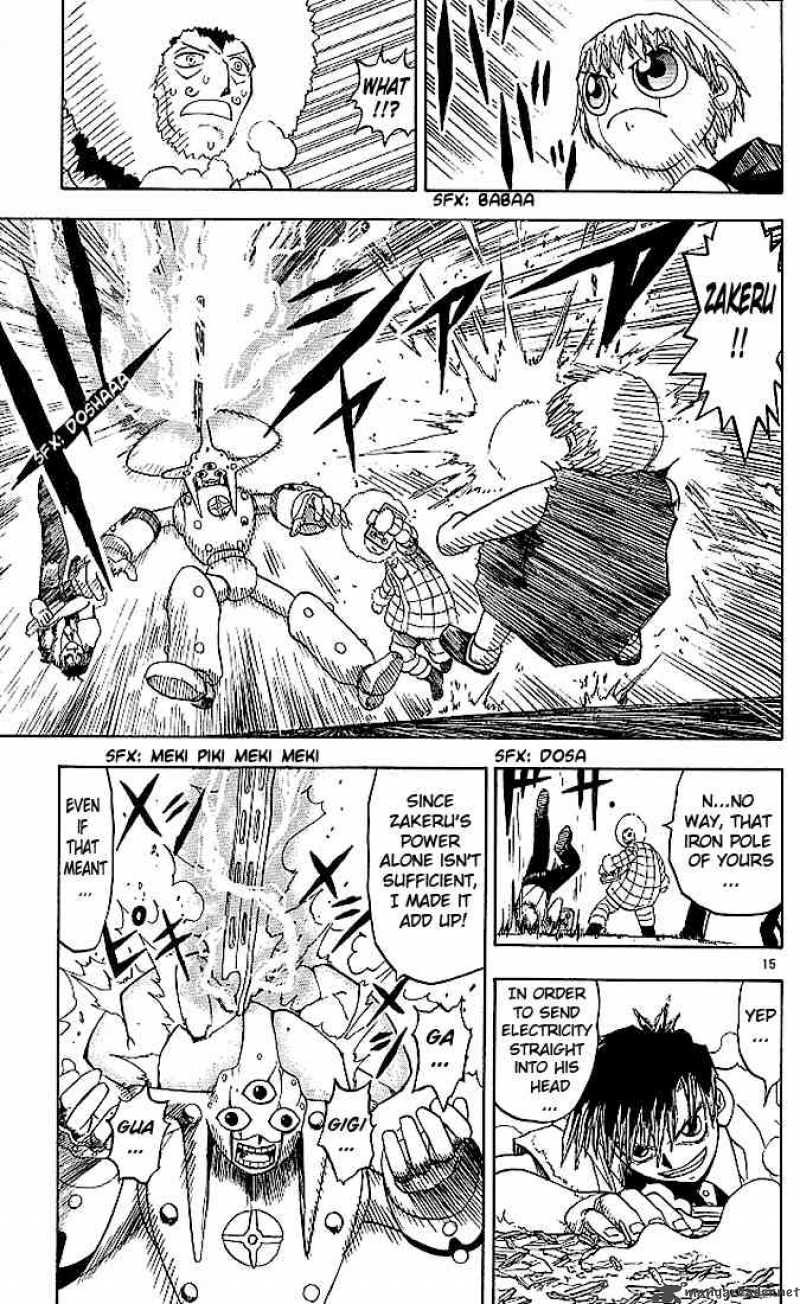 WHAT
!!?
SFX: BABAA
ZAKERU
!!
SFX: DOSHAAA
SFX: DOSA
N...NO
WAY, THAT
IRON POLE
OF YOURS
...
15
YEP
...
IN ORDER
TO SEND
ELECTRICITY
STRAIGHT
INTO HIS
HEAD
...
SFX: MEKI PIKI MEKI MEKI
SINCE
ZAKERU'S
POWER
ALONE ISN'T
SUFFICIENT,
I MADE IT
ADD UP!
EVEN
IF
THAT
MEANT
...
GA
...
GIGI
...
GUA
...